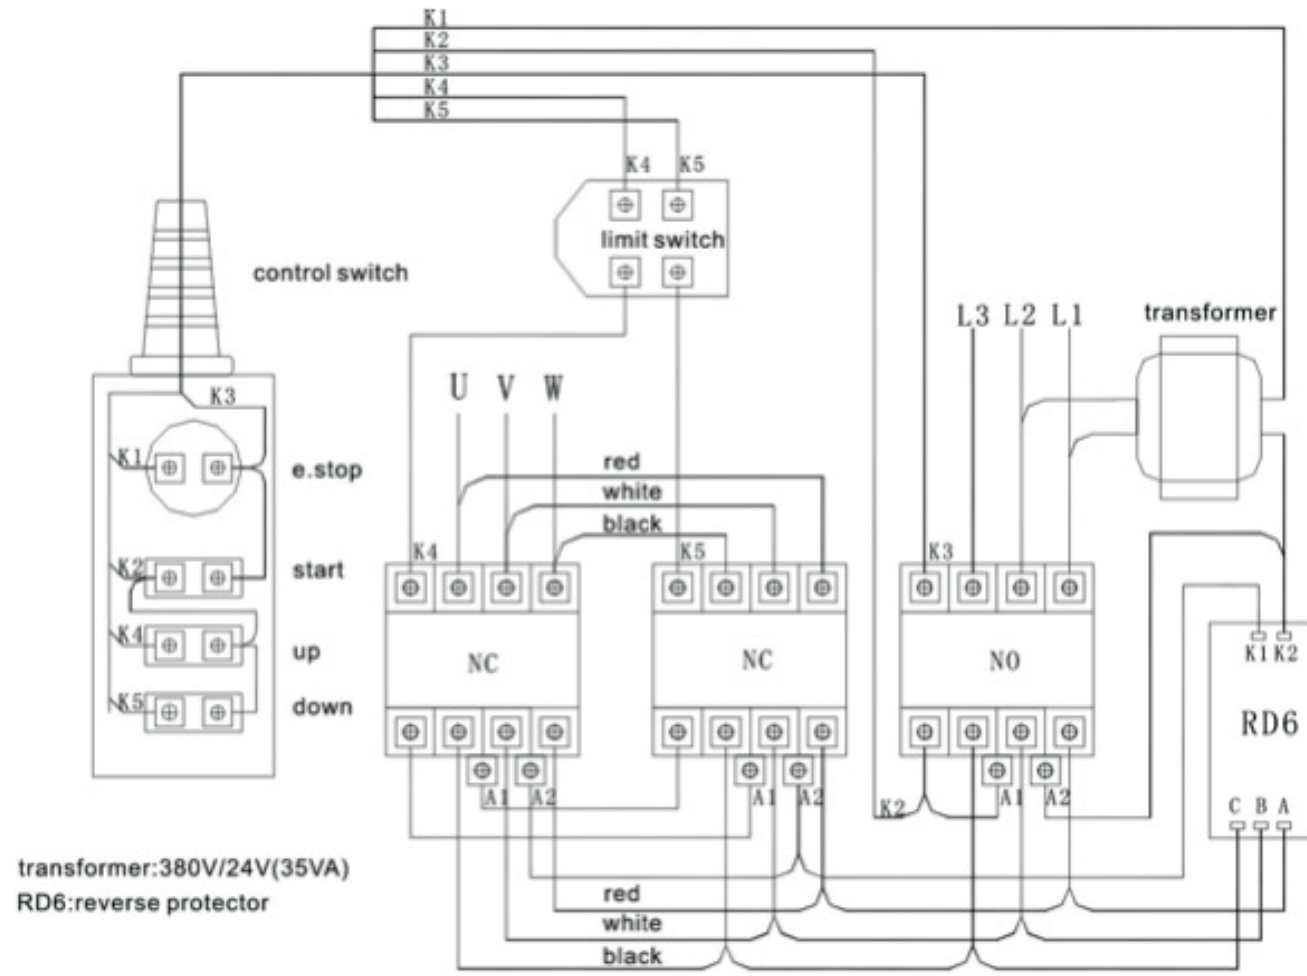 K1
K2
K3
K4
K5
K4 K5
limit switch
control switch
L3 L2 L1
transformer
U V W
K3
K1
e.stop
red
white
black
K4
K5
K3
K2
start
K4
up
K5
down
NC
NC
NO
K1 K2
RD6
C B A
A1 A2
A1 A2
K2
A1 A2
transformer:380V/24V(35VA)
RD6:reverse protector
red
white
black